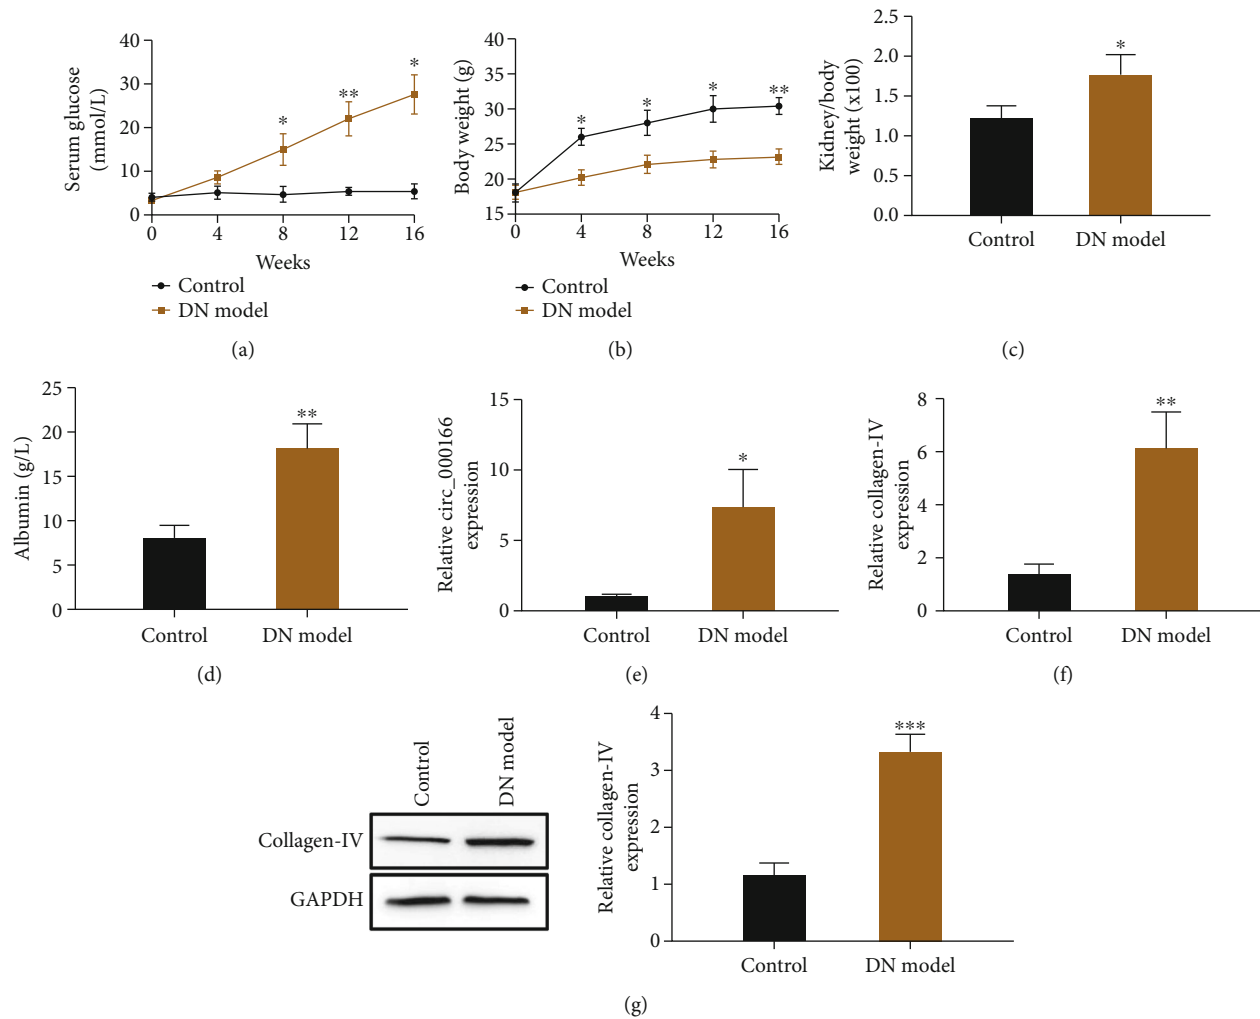 Serum glucose
(mmol/L)
40
30
20
10
0
0 4 8 12 16
* ** *
Weeks
Control
DN model
(a)
Body weight (g)
40
35
30
25
20
15
0 4 8 12 16
* * * **
Weeks
Control
DN model
(b)
Kidney/body
weight (x100)
2.5
2.0
1.5
1.0
0.5
0.0
*
Control DN model
(c)
Albumin (g/L)
25
20
15
10
5
0
**
Control DN model
(d)
Relative circ_000166
expression
15
10
5
0
*
Control DN model
(e)
Relative collagen-IV
expression
8
6
4
2
0
**
Control DN model
(f)
Control
DN model
Collagen-IV
GAPDH
Relative collagen-IV
expression
4
3
2
1
0
***
Control DN model
(g)